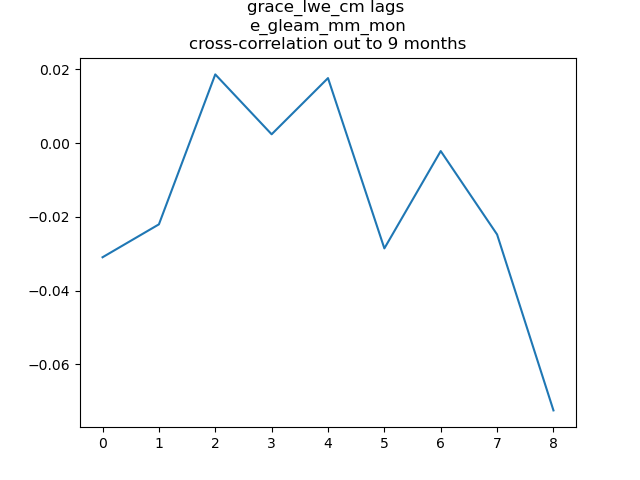 grace_lwe_cm lags
e_gleam_mm_mon
cross-correlation out to 9 months
0.02
0.00
−0.02
−0.04
−0.06
0 1 2 3 4 5 6 7 8